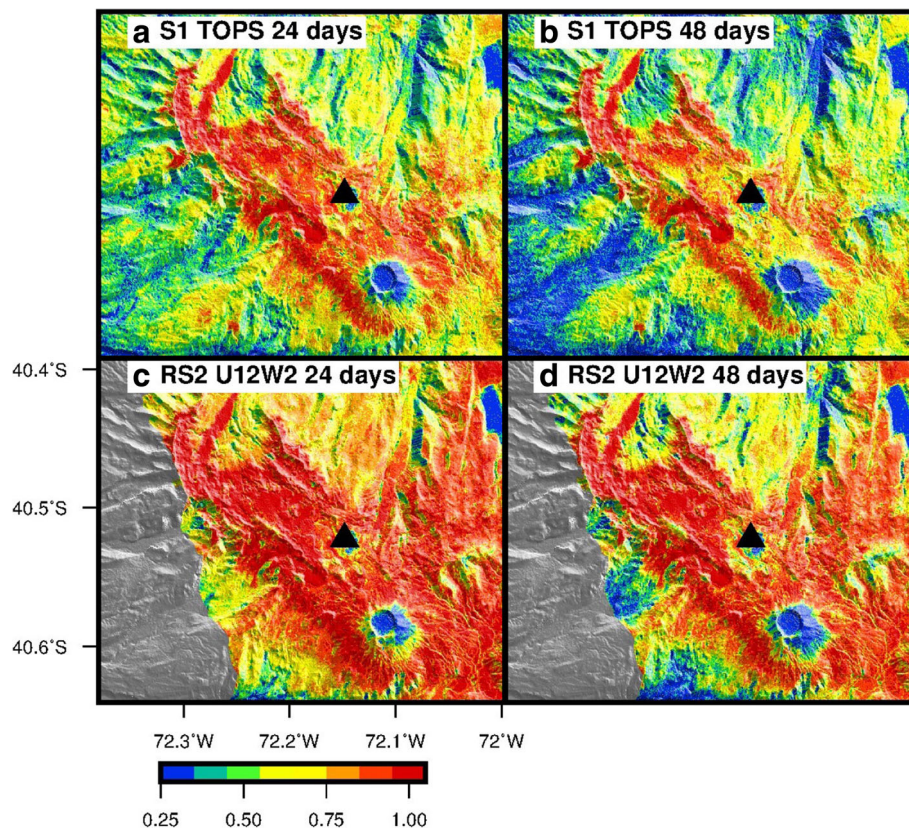 a S1 TOPS 24 days
b S1 TOPS 48 days
40.4°S
c RS2 U12W2 24 days
d RS2 U12W2 48 days
40.5°S
40.6°S
72.3°W 72.2°W 72.1°W 72°W
0.25 0.50 0.75 1.00